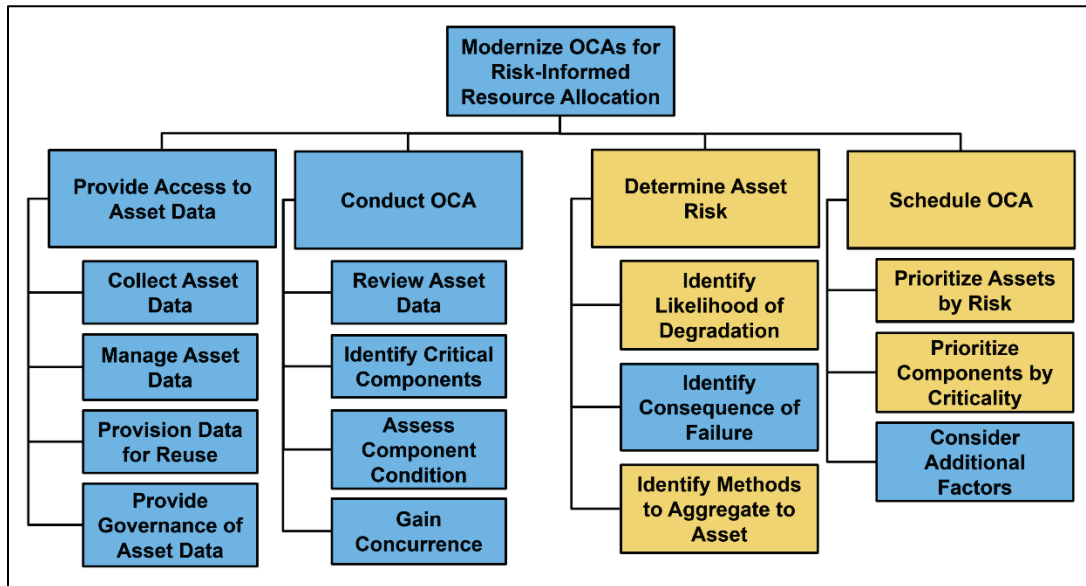 Modernize OCAs for
Risk-Informed
Resource Allocation
Provide Access to
Asset Data
Collect Asset
Data
Manage Asset
Data
Provision Data
for Reuse
Provide
Governance of
Asset Data
Conduct OCA
Review Asset
Data
Identify Critical
Components
Assess
Component
Condition
Gain
Concurrence
Determine Asset
Risk
Identify
Likelihood of
Degradation
Identify
Consequence of
Failure
Identify Methods
to Aggregate to
Asset
Schedule OCA
Prioritize Assets
by Risk
Prioritize
Components by
Criticality
Consider
Additional
Factors